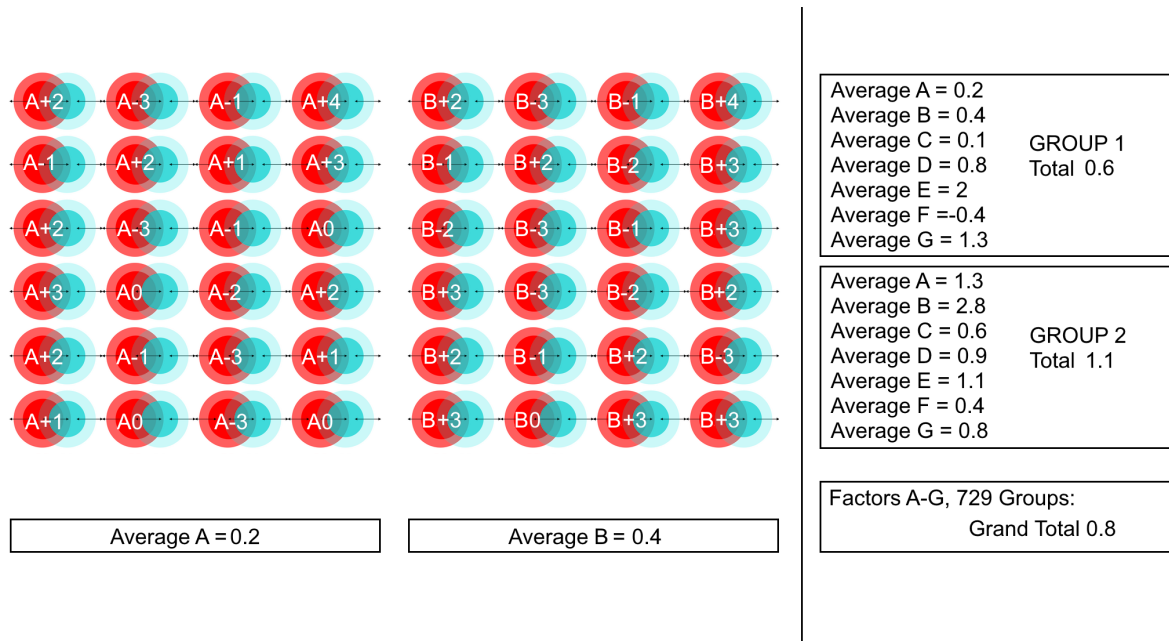 A+2 A-3 A-1 A+4 B+2 B-3 B-1 B+4
A-1 A+2 A+1 A+3 B-1 B+2 B-2 B+3
A+2 A-3 A-1 A0 B-2 B-3 B-1 B+3
A+3 A0 A-2 A+2 B+3 B-3 B-2 B+2
A+2 A-1 A-3 A+1 B+2 B-1 B+2 B-3
A+1 A0 A-3 A0 B+3 B0 B+3 B+3
Average A = 0.2
Average B = 0.4
Average A = 0.2
Average B = 0.4
Average C = 0.1
Average D = 0.8
Average E = 2
Average F =-0.4
Average G = 1.3
GROUP 1
Total 0.6
Average A = 1.3
Average B = 2.8
Average C = 0.6
Average D = 0.9
Average E = 1.1
Average F = 0.4
Average G = 0.8
GROUP 2
Total 1.1
Factors A-G, 729 Groups:
Grand Total 0.8